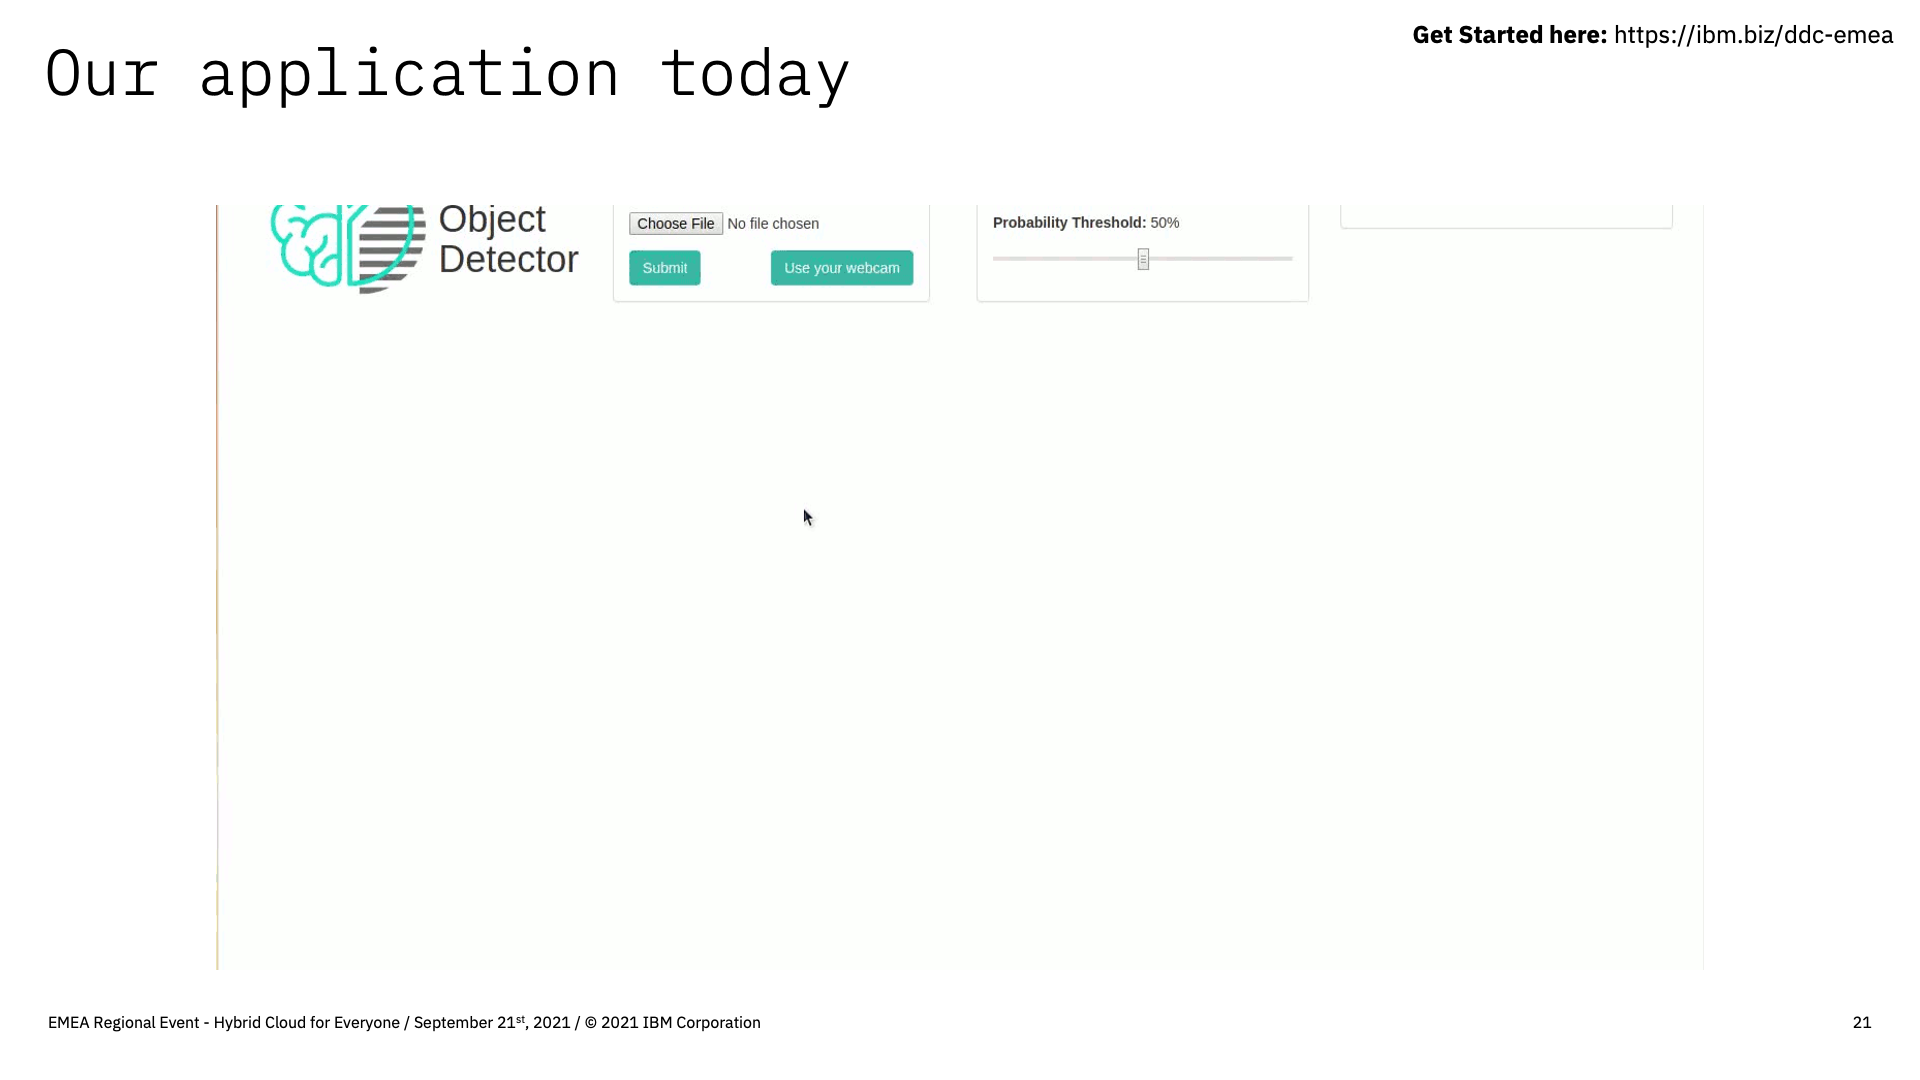 Get Started here: https://ibm.biz/ddc-emea
Our application today
Object
Detector
Choose File No file chosen
Submit
Use your webcam
Probability Threshold: 50%
EMEA Regional Event - Hybrid Cloud for Everyone / September 21st, 2021 / © 2021 IBM Corporation
21